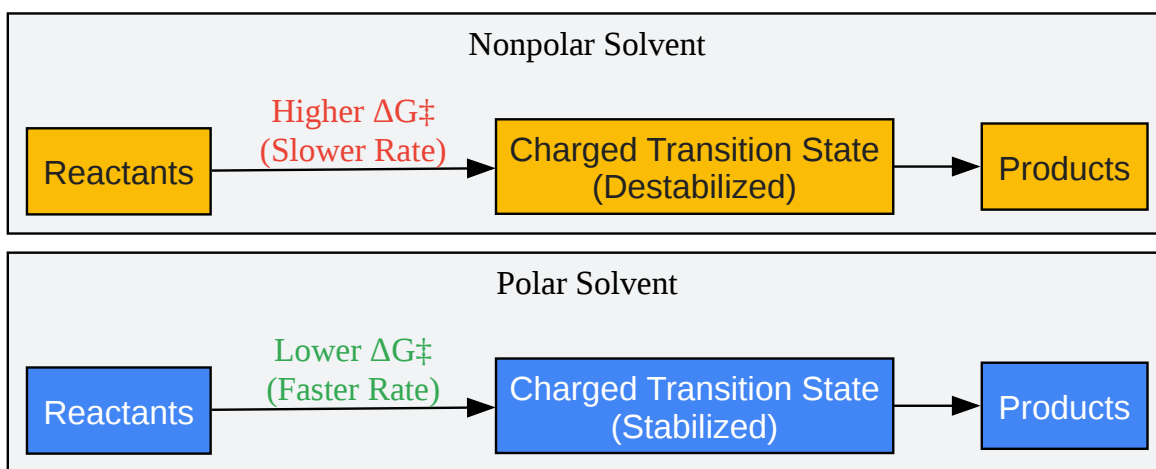 Nonpolar Solvent
Higher ΔG‡
(Slower Rate)
Reactants
Charged Transition State
(Destabilized)
Products
Polar Solvent
Lower ΔG‡
(Faster Rate)
Reactants
Charged Transition State
(Stabilized)
Products